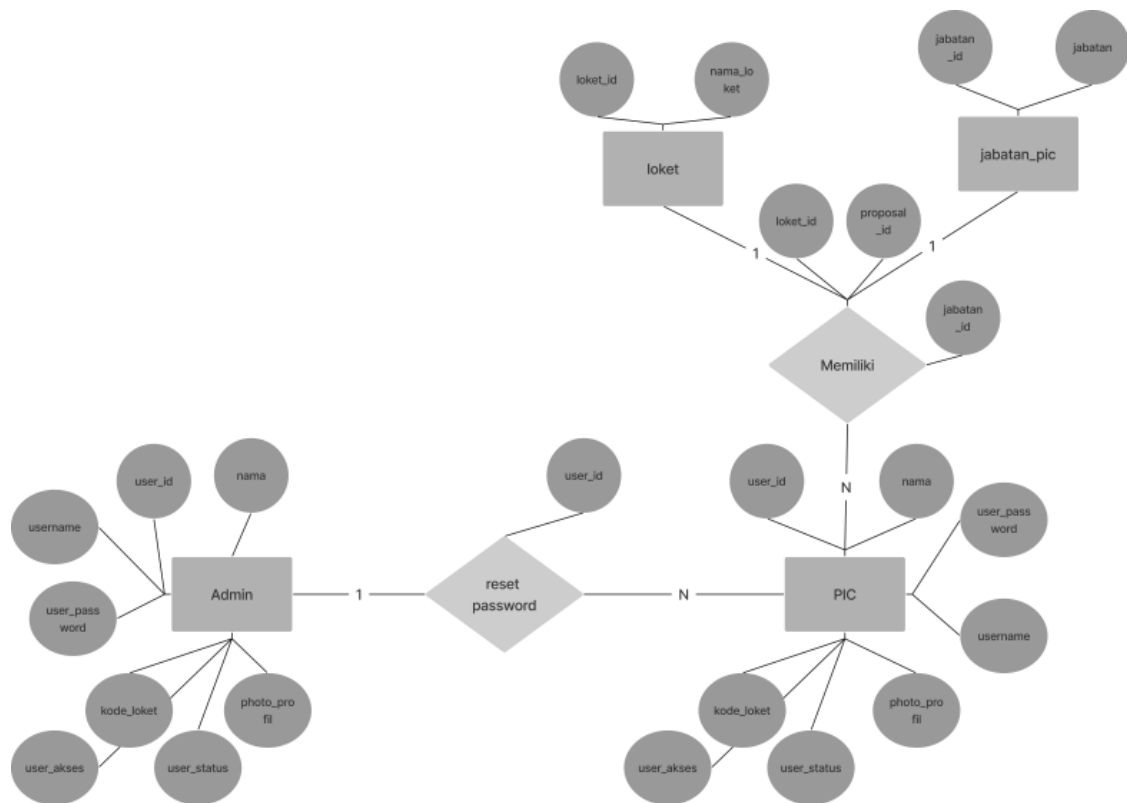 jabatan
_id
jabatan
loket_id
nama_lo
ket
loket
jabatan_pic
loket_id
proposal
_id
1
1
jabatan
_id
Memiliki
user_id
nama
user_id
user_id
nama
N
username
user_pass
word
Admin
1
reset
password
N
PIC
user_pas
word
username
kode_loket
photo_pro
fil
user_akses
user_status
kode_loket
photo_pro
fil
user_akses
user_status